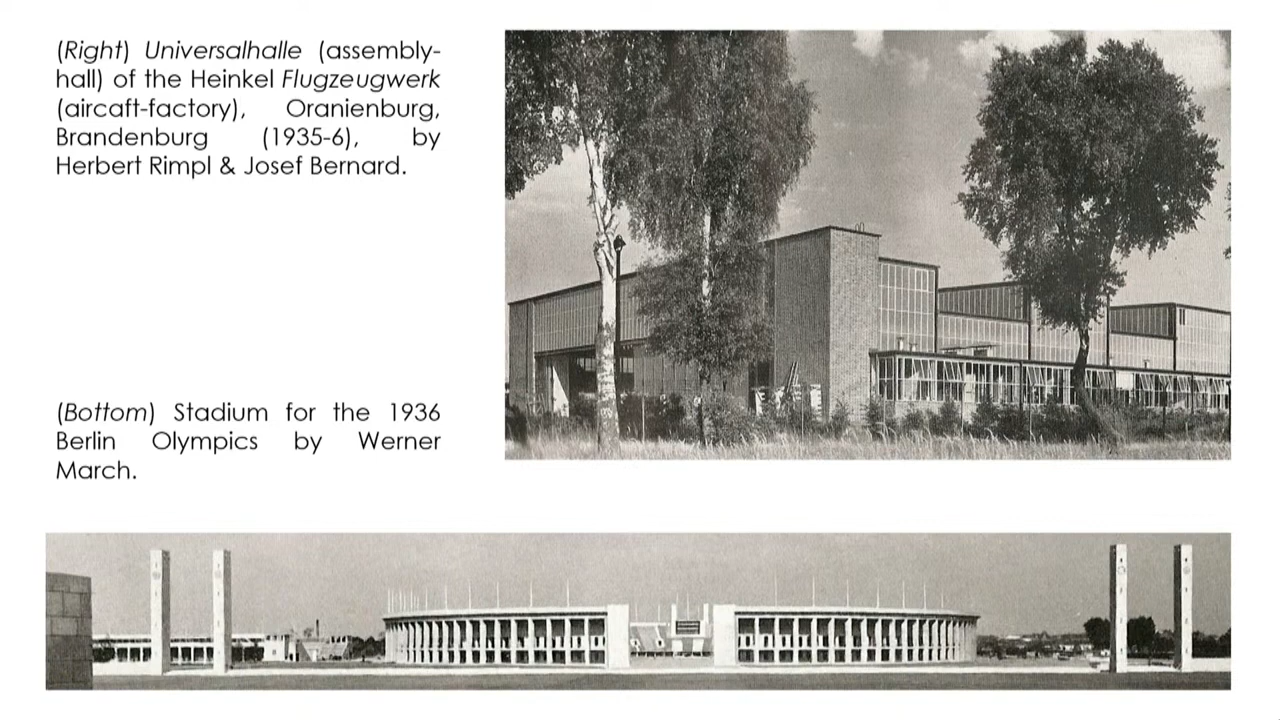 (Right) Universalhalle (assembly-
hall) of the Heinkel Flugzeugwerk
(aircaft-factory), Oranienburg,
Brandenburg (1935-6), by
Herbert Rimpl & Josef Bernard.
(Bottom) Stadium for the 1936
Berlin Olympics by Werner
March.